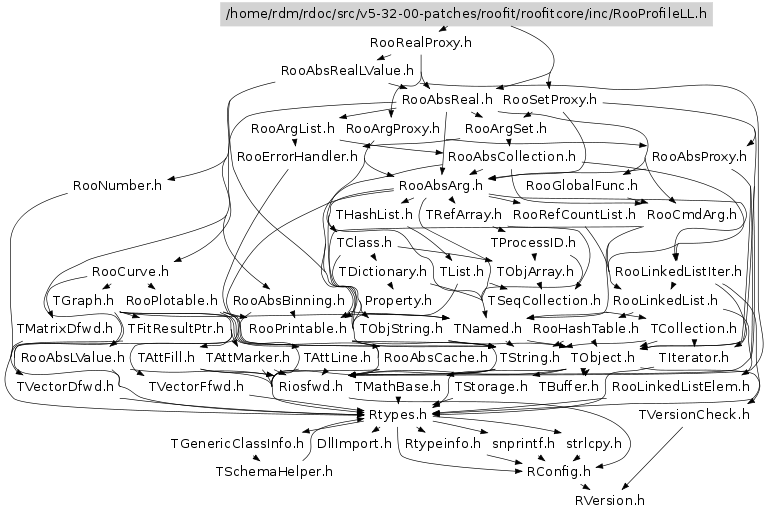 /home/rdm/rdoc/src/v5-32-00-patches/roofit/roofitcore/inc/RooProfileLL.h
RooRealProxy.h
RooAbsRealLValue.h
RooAbsReal.h RooSetProxy.h
RooArgList.h RooArgProxy.h RooArgSet.h
RooErrorHandler.h RooAbsCollection.h RooAbsProxy.h
RooNumber.h RooAbsArg.h RooGlobalFunc.h
THashList.h TRefArray.h RooRefCountList.h RooCmdArg.h
TClass.h TProcessID.h
RooCurve.h TDictionary.h TList.h TObjArray.h RooLinkedListIter.h
TGraph.h RooPlotable.h RooAbsBinning.h Property.h TSeqCollection.h RooLinkedList.h
TMatrixDfwd.h TFitResultPtr.h RooPrintable.h TObjString.h TNamed.h RooHashTable.h TCollection.h
RooAbsLValue.h TAttFill.h TAttMarker.h TAttLine.h RooAbsCache.h TString.h TObject.h TIterator.h
TVectorDfwd.h TVectorFfwd.h Riosfwd.h TMathBase.h TStorage.h TBuffer.h RooLinkedListElem.h
Rtypes.h TVersionCheck.h
TGenericClassInfo.h DllImport.h Rtypeinfo.h snprintf.h strlcpy.h
TSchemaHelper.h RConfig.h
RVersion.h